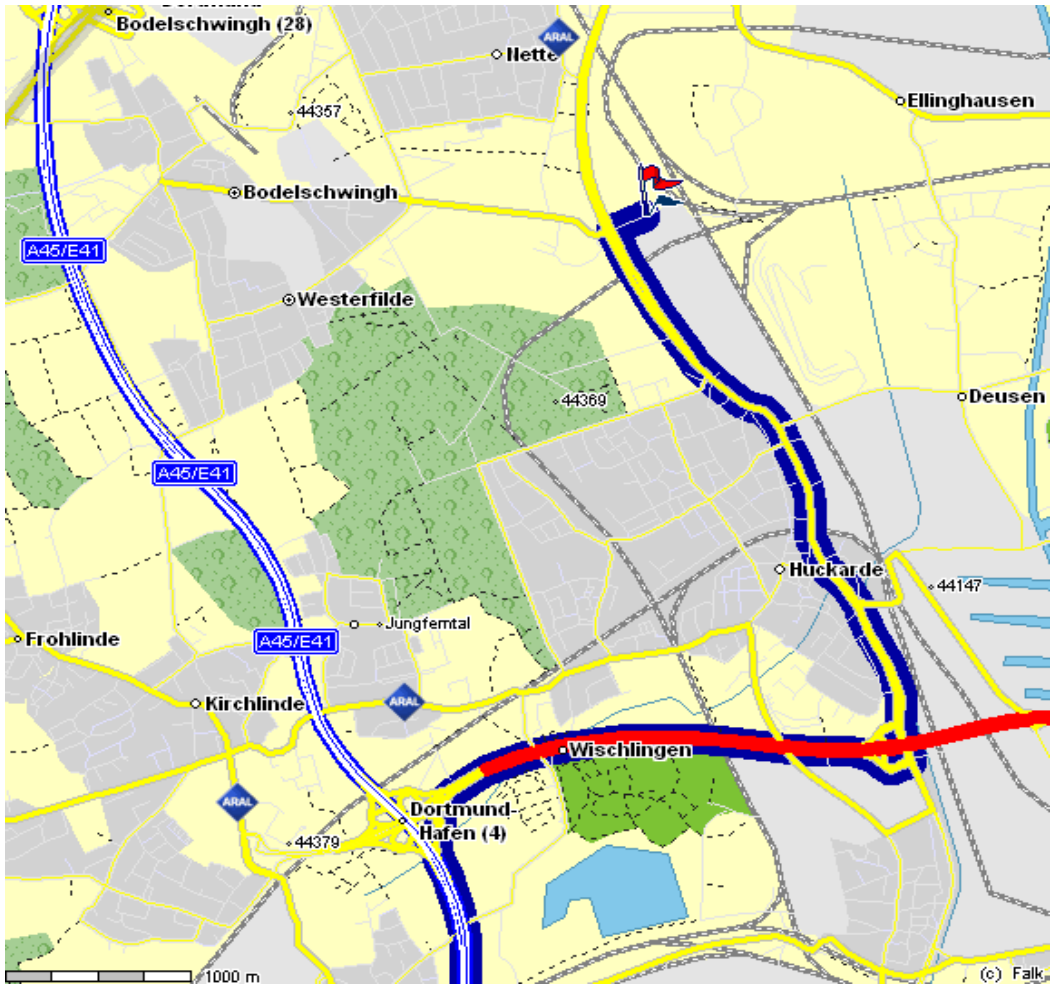 Bodelschwingh (28)
Nette
ARAL
Ellinghausen
44357
Bodelschwingh
A45/E41
Westerfilde
44369
Deusen
A45/E41
Huckarde
44147
Jungferntal
A45/E41
Frohlinde
Kirchlinde
ARAL
Wischlingen
ARAL
Dortmund-
Hafen (4)
44379
1000 m
(c) Falk